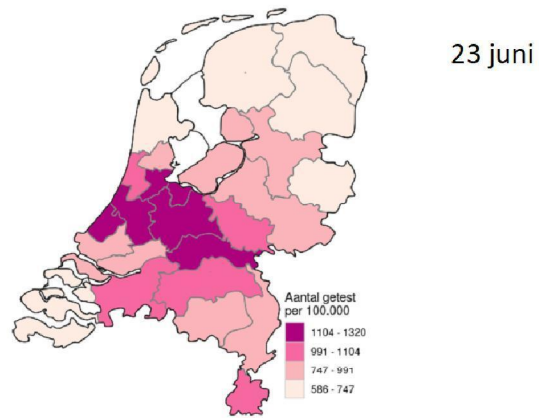 23 juni
Aantal getest
per 100.000
1104 - 1320
991 - 1104
747 - 991
586 - 747